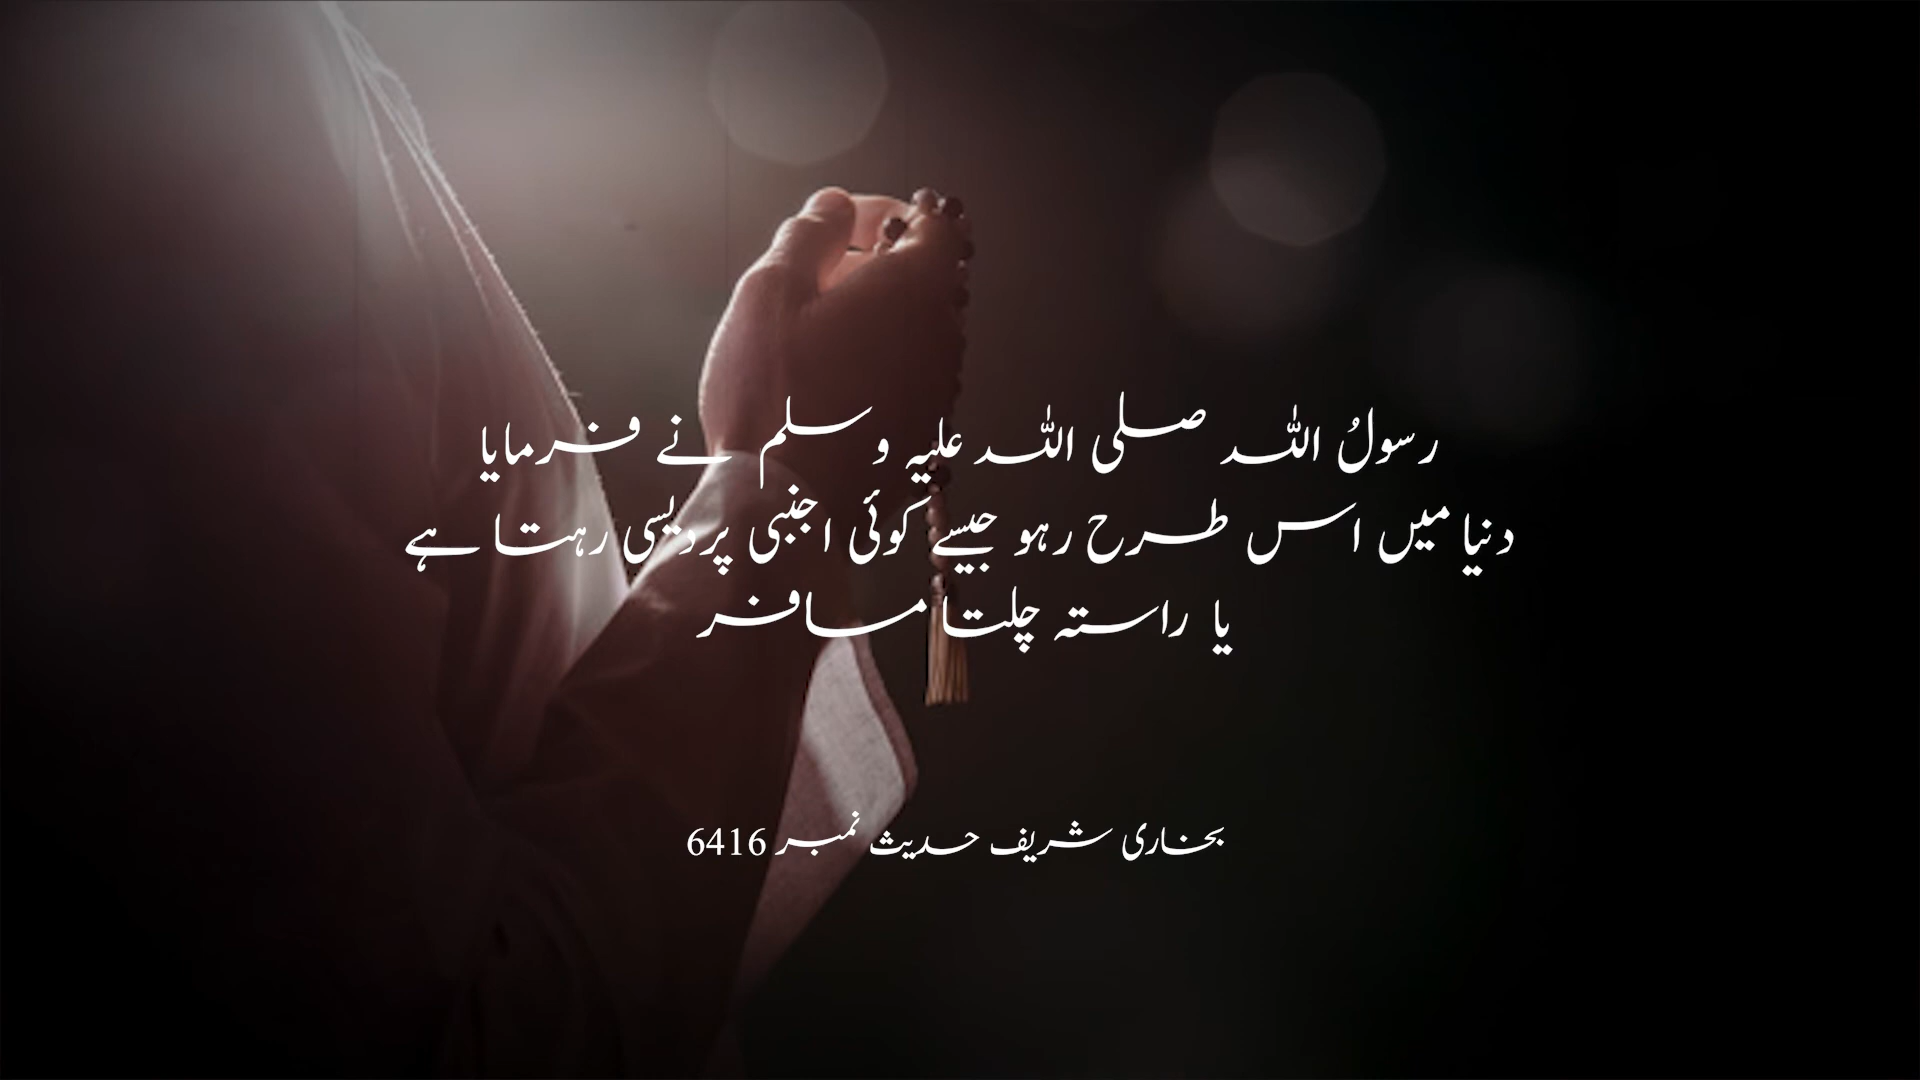 رسولُ اللہ صلی اللہ علیہ وسلم نے فرمایا
دنیا میں اس طرح رہو جیسے کوئی اجنبی پردیسی رہتا ہے
یا راستہ چلتا مسافر
بخاری شریف حدیث نمبر 6416